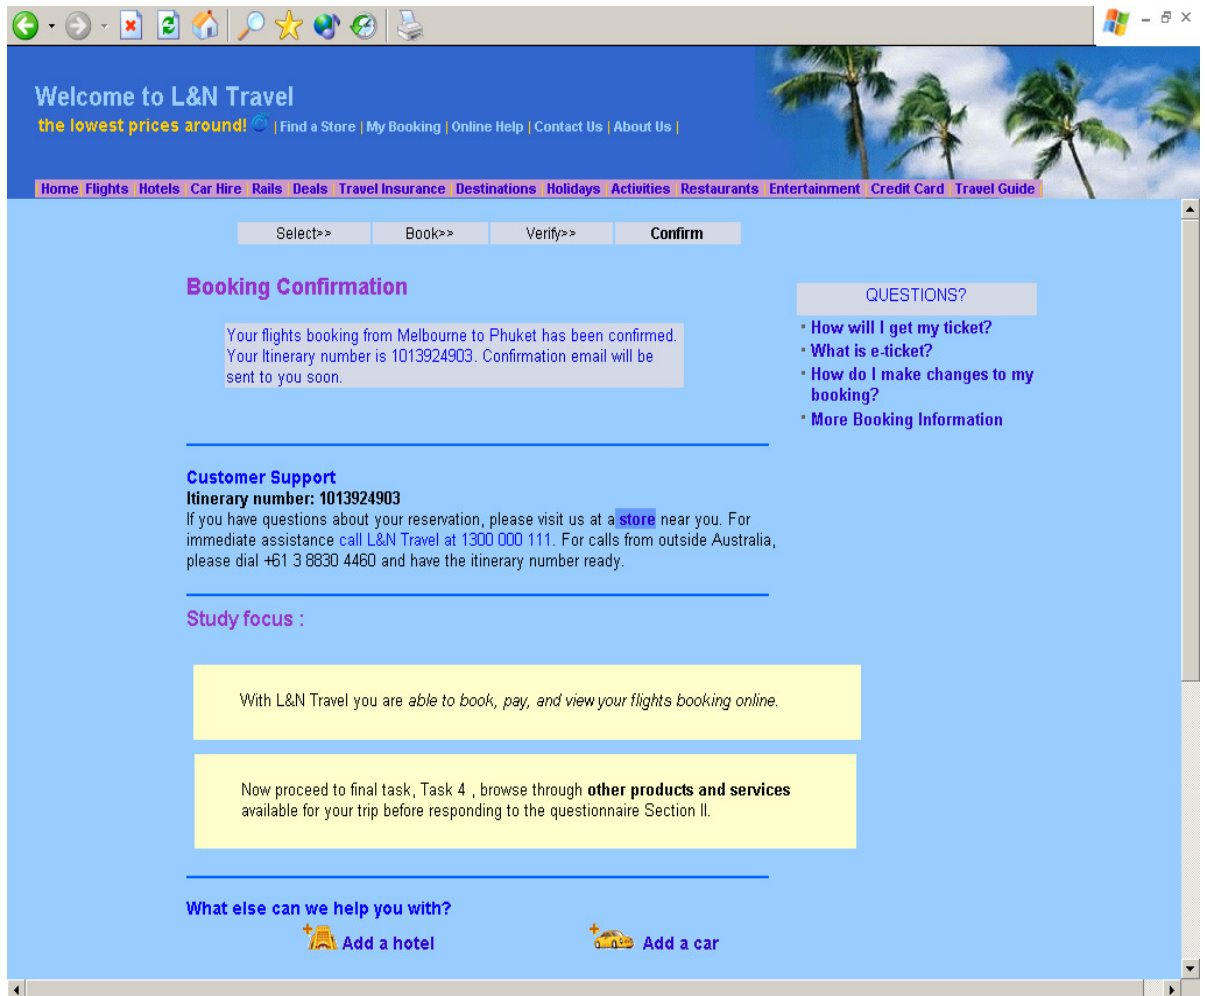 Welcome to L&N Travel
the lowest prices around! | Find a Store | My Booking | Online Help | Contact Us | About Us |
Home Flights Hotels Car Hire Rails Deals Travel Insurance Destinations Holidays Activities Restaurants Entertainment Credit Card Travel Guide
Select>> Book>> Verify>> Confirm
Booking Confirmation
Your flights booking from Melbourne to Phuket has been confirmed.
Your Itinerary number is 1013924903. Confirmation email will be
sent to you soon.
QUESTIONS?
How will I get my ticket?
What is e-ticket?
How do I make changes to my
booking?
More Booking Information
Customer Support
Itinerary number: 1013924903
If you have questions about your reservation, please visit us at a store near you. For
immediate assistance call L&N Travel at 1300 000 111. For calls from outside Australia,
please dial +61 3 8830 4460 and have the itinerary number ready.
Study focus :
With L&N Travel you are able to book, pay, and view your flights booking online.
Now proceed to final task, Task 4 , browse through other products and services
available for your trip before responding to the questionnaire Section II.
What else can we help you with?
Add a hotel Add a car